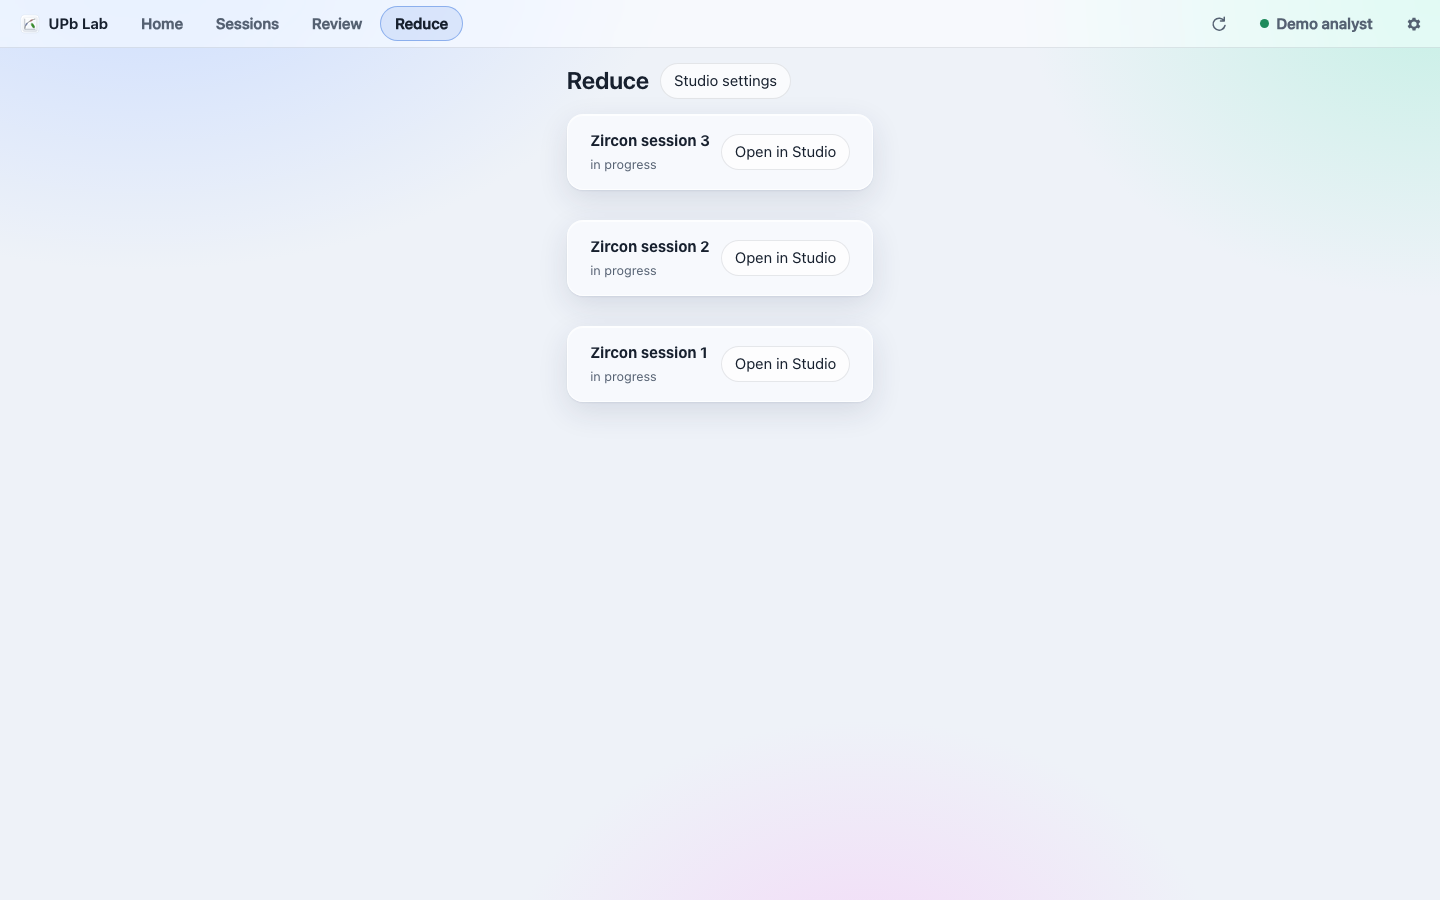 UPb Lab Home Sessions Review Reduce Demo analyst
Reduce Studio settings
Zircon session 3
in progress
Open in Studio
Zircon session 2
in progress
Open in Studio
Zircon session 1
in progress
Open in Studio